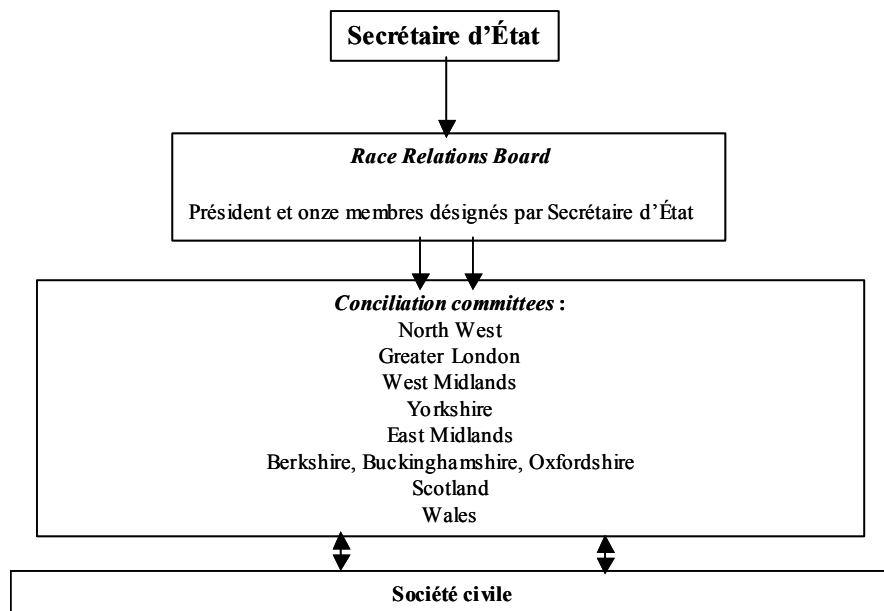 Secrétaire d'État
Race Relations Board
Président et onze membres désignés par Secrétaire d'État
Conciliation committees :
North West
Greater London
West Midlands
Yorkshire
East Midlands
Berkshire, Buckinghamshire, Oxfordshire
Scotland
Wales
Société civile